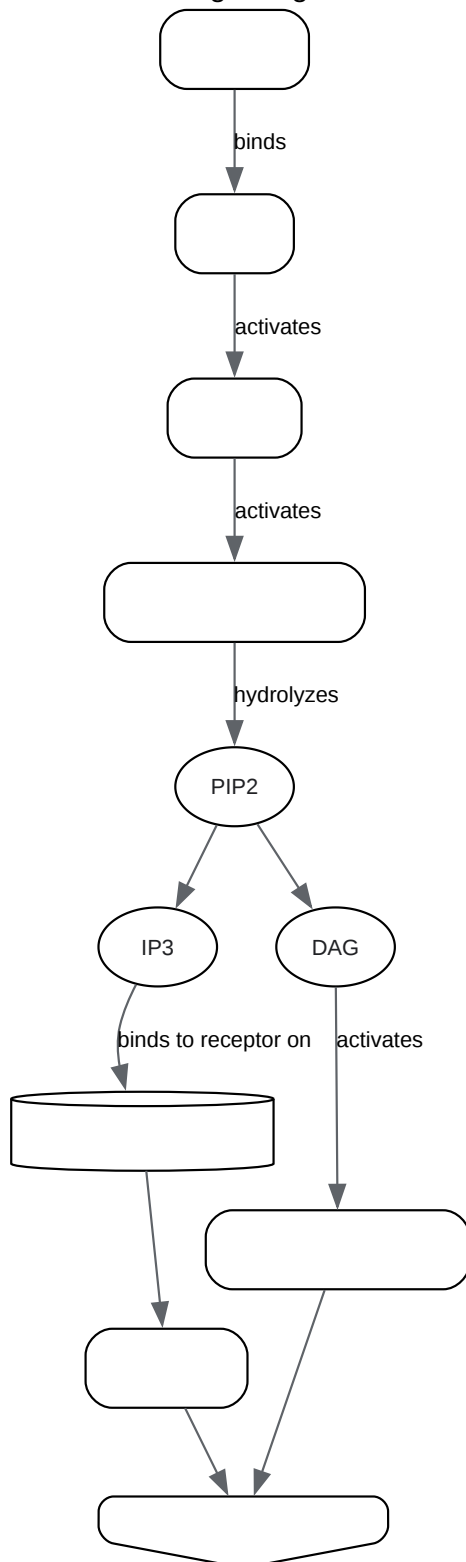 binds
activates
activates
hydrolyzes
PIP2
IP3
DAG
binds to receptor on
activates